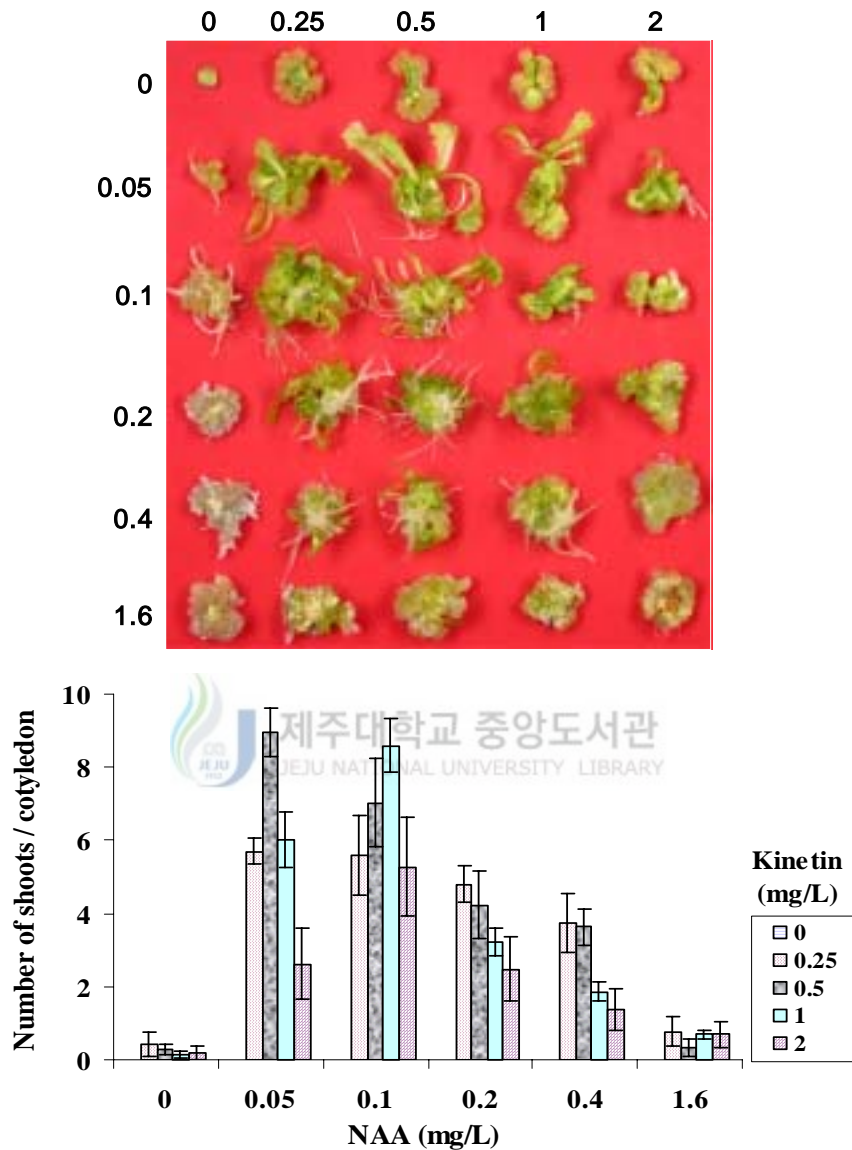 0 0.25 0.5 1 2
0
0.05
0.1
0.2
0.4
1.6
10
8
6
4
2
0
Number of shoots / cotyledon
제주대학교 중앙도서관
JEJU NATIONAL UNIVERSITY LIBRARY
JEJU
1952
Kinetin
(mg/L)
0
0.25
0.5
1
2
0 0.05 0.1 0.2 0.4 1.6
NAA (mg/L)